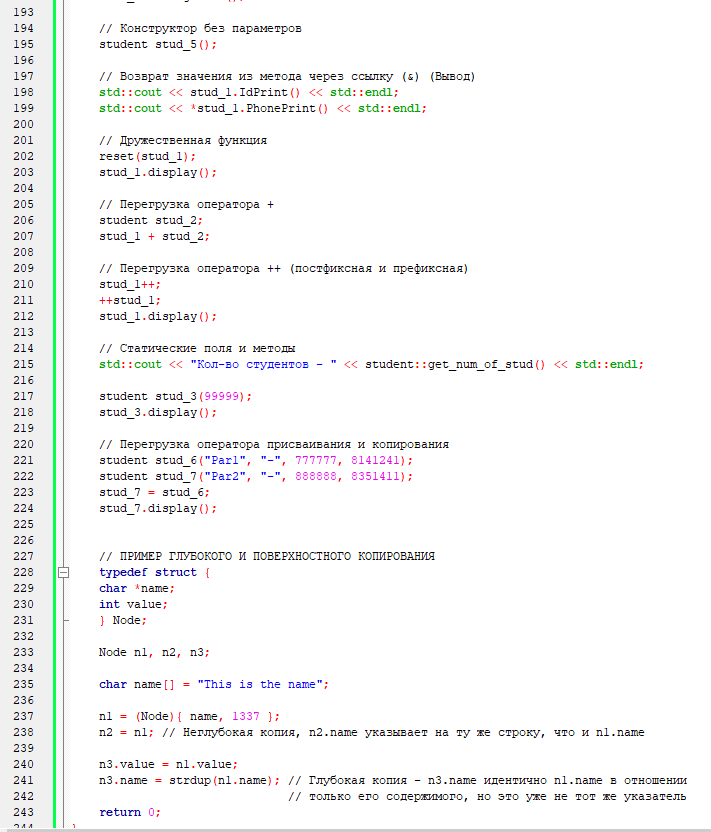 193
194 // Конструктор без параметров
195 student stud_5();
196
197 // Возврат значения из метода через ссылку (&) (Вывод)
198 std::cout << stud_1.IdPrint() << std::endl;
199 std::cout << *stud_1.PhonePrint() << std::endl;
200
201 // Дружественная функция
202 reset(stud_1);
203 stud_1.display();
204
205 // Перегрузка оператора +
206 student stud_2;
207 stud_1 + stud_2;
208
209 // Перегрузка оператора ++ (постфиксная и префиксная)
210 stud_1++;
211 ++stud_1;
212 stud_1.display();
213
214 // Статические поля и методы
215 std::cout << "Кол-во студентов - " << student::get_num_of_stud() << std::endl;
216
217 student stud_3(99999);
218 stud_3.display();
219
220 // Перегрузка оператора присваивания и копирования
221 student stud_6("Par1", "-", 777777, 8141241);
222 student stud_7("Par2", "-", 888888, 8351411);
223 stud_7 = stud_6;
224 stud_7.display();
225
226
227 // ПРИМЕР ГЛУБОКОГО И ПОВЕРХНОСТНОГО КОПИРОВАНИЯ
228 typedef struct {
229 char *name;
230 int value;
231 } Node;
232
233 Node n1, n2, n3;
234
235 char name[] = "This is the name";
236
237 n1 = (Node){ name, 1337 };
238 n2 = n1; // Неглубокая копия, n2.name указывает на ту же строку, что и n1.name
239
240 n3.value = n1.value;
241 n3.name = strdup(n1.name); // Глубокая копия - n3.name идентично n1.name в отношении
242 // только его содержимого, но это уже не тот же указатель
243 return 0;